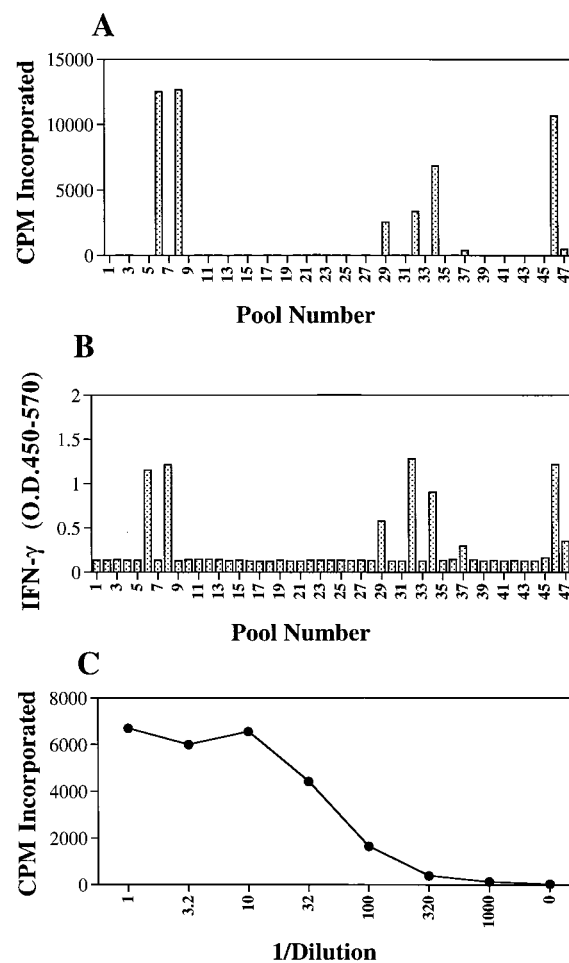 A
CPM Incorporated
15000
10000
5000
0
1 3 5 7 9 11 13 15 17 19 21 23 25 27 29 31 33 35 37 39 41 43 45 47
Pool Number
B
IFN-γ (O.D.450-570)
2
1.5
1
0.5
0
1 3 5 7 9 11 13 15 17 19 21 23 25 27 29 31 33 35 37 39 41 43 45 47
Pool Number
C
CPM Incorporated
8000
6000
4000
2000
0
1 3.2 10 32 100 320 1000 0
1/Dilution